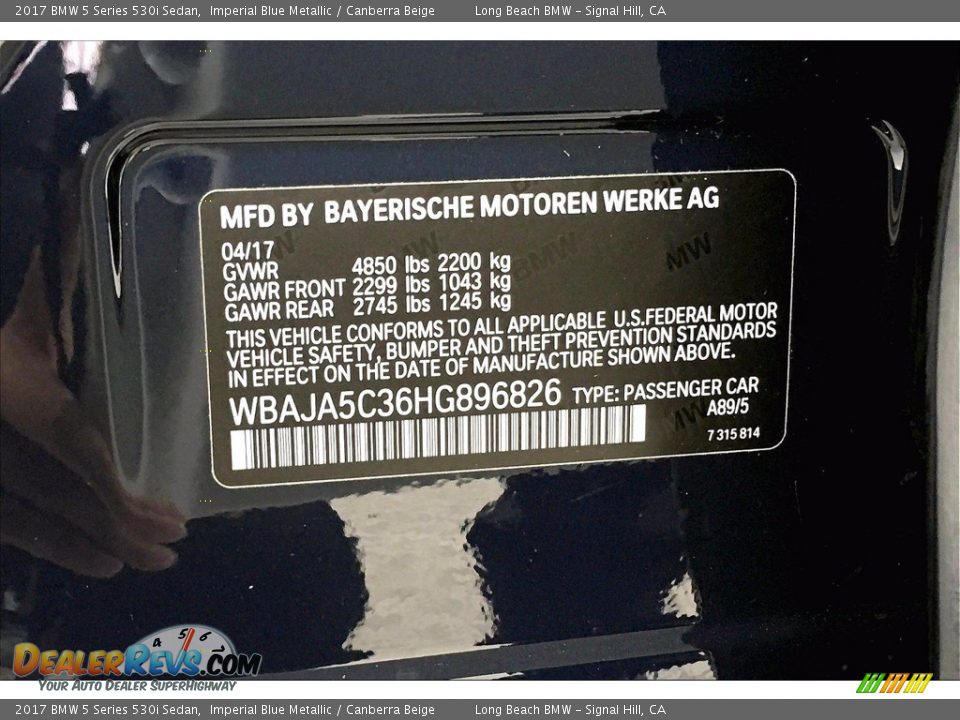 2017 BMW 5 Series 530i Sedan, Imperial Blue Metallic / Canberra Beige Long Beach BMW - Signal Hill, CA
MFD BY BAYERISCHE MOTOREN WERKE AG
04/17
GVWR 4850 lbs 2200 kg
GAWR FRONT 2299 lbs 1043 kg
GAWR REAR 2745 lbs 1245 kg
THIS VEHICLE CONFORMS TO ALL APPLICABLE U.S.FEDERAL MOTOR
VEHICLE SAFETY, BUMPER AND THEFT PREVENTION STANDARDS
IN EFFECT ON THE DATE OF MANUFACTURE SHOWN ABOVE.
WBAJA5C36HG896826 TYPE: PASSENGER CAR
A89/5
7 315 814
4 5 6
DEALERREVS.COM
YOUR AUTO DEALER SUPERHIGHWAY
2017 BMW 5 Series 530i Sedan, Imperial Blue Metallic / Canberra Beige Long Beach BMW - Signal Hill, CA